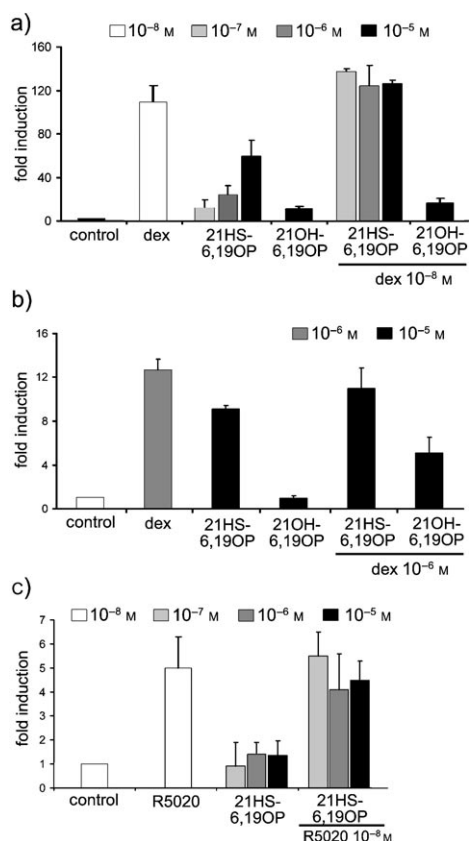 a)
10⁻⁸ M 10⁻⁷ M 10⁻⁶ M 10⁻⁵ M
fold induction
160
120
80
40
0
control dex 21HS- 21OH- 21HS- 21OH-
6,19OP 6,19OP 6,19OP 6,19OP
dex 10⁻⁸ M
b)
10⁻⁶ M 10⁻⁵ M
fold induction
16
12
8
4
0
control dex 21HS- 21OH- 21HS- 21OH-
6,19OP 6,19OP 6,19OP 6,19OP
dex 10⁻⁶ M
c)
10⁻⁸ M 10⁻⁷ M 10⁻⁶ M 10⁻⁵ M
fold induction
7
6
5
4
3
2
1
0
control R5020 21HS- 21HS-
6,19OP 6,19OP
R5020 10⁻⁸ M